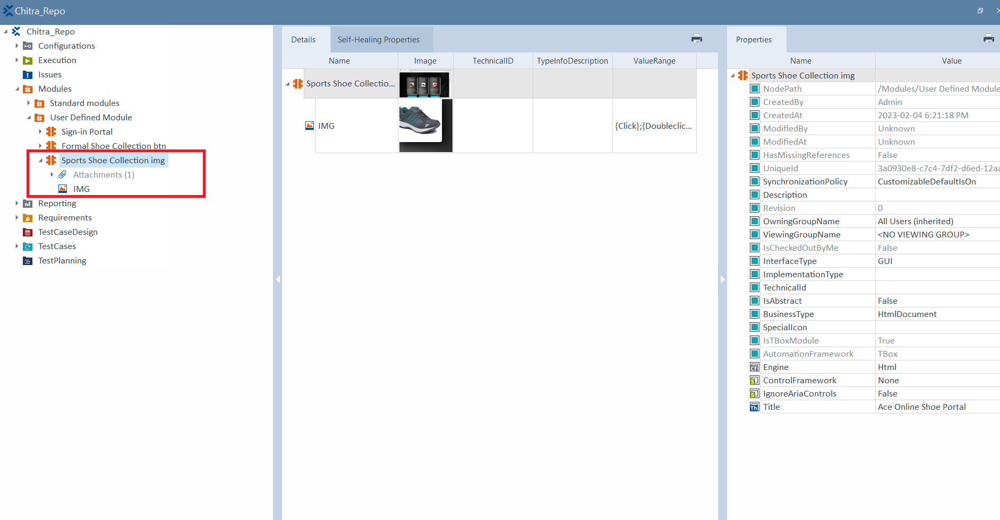 Chitra_Repo
Chitra_Repo
Configurations
Execution
Issues
Modules
Standard modules
User Defined Module
Sign-in Portal
Formal Shoe Collection btn
Sports Shoe Collection img
Attachments (1)
IMG
Reporting
Requirements
TestCaseDesign
TestCases
TestPlanning
Details Self-Healing Properties
Name Image TechnicalID TypeInfoDescription ValueRange
Sports Shoe Collectio...
IMG {Click};{Doubleclic...
Properties
Name Value
Sports Shoe Collection img
NodePath /Modules/User Defined Module
CreatedBy Admin
CreatedAt 2023-02-04 6:21:18 PM
ModifiedBy Unknown
ModifiedAt Unknown
HasMissingReferences False
UniqueId 3a0930e8-c7c4-7df2-d6ed-12aa
SynchronizationPolicy CustomizableDefaultIsOn
Description
Revision 0
OwningGroupName All Users (inherited)
ViewingGroupName <NO VIEWING GROUP>
IsCheckedOutByMe False
InterfaceType GUI
ImplementationType
TechnicalId
IsAbstract False
BusinessType HtmlDocument
SpecialIcon
IsTBoxModule True
AutomationFramework TBox
Engine Html
ControlFramework None
IgnoreAriaControls False
Title Ace Online Shoe Portal